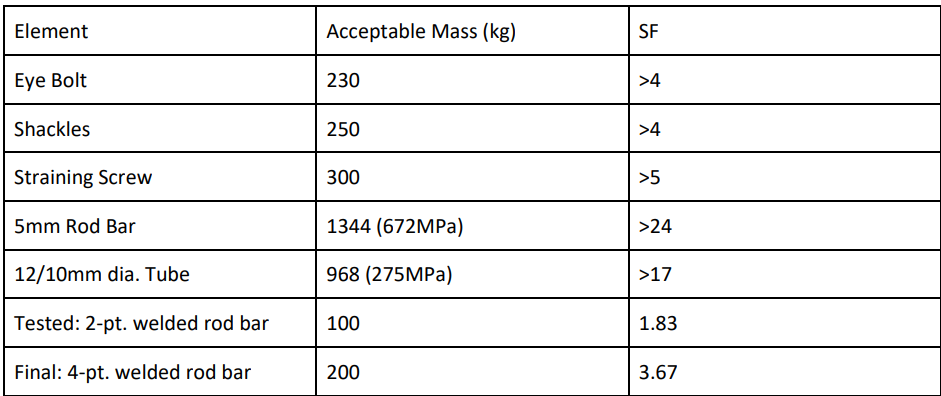 Element Acceptable Mass (kg) SF
Eye Bolt 230 >4
Shackles 250 >4
Straining Screw 300 >5
5mm Rod Bar 1344 (672MPa) >24
12/10mm dia. Tube 968 (275MPa) >17
Tested: 2-pt. welded rod bar 100 1.83
Final: 4-pt. welded rod bar 200 3.67